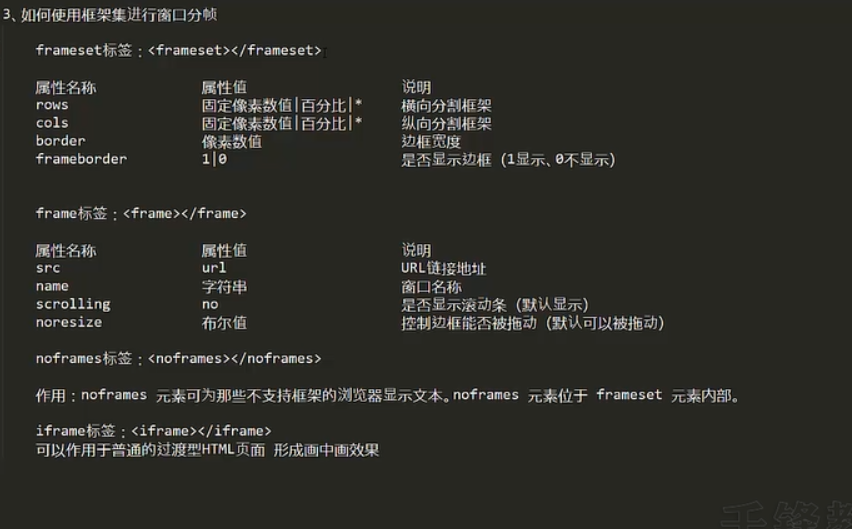 3、如何使用框架集进行窗口分帧
frameset标签：<frameset></frameset>
属性名称 属性值 说明
rows 固定像素数值|百分比|* 横向分割框架
cols 固定像素数值|百分比|* 纵向分割框架
border 像素数值 边框宽度
frameborder 1|0 是否显示边框（1显示、0不显示）
frame标签：<frame></frame>
属性名称 属性值 说明
src url URL链接地址
name 字符串 窗口名称
scrolling no 是否显示滚动条（默认显示）
noresize 布尔值 控制边框能否被拖动（默认可以被拖动）
noframes标签：<noframes></noframes>
作用：noframes 元素可为那些不支持框架的浏览器显示文本。noframes 元素位于 frameset 元素内部。
iframe标签：<iframe></iframe>
可以作用于普通的过渡型HTML页面 形成画中画效果